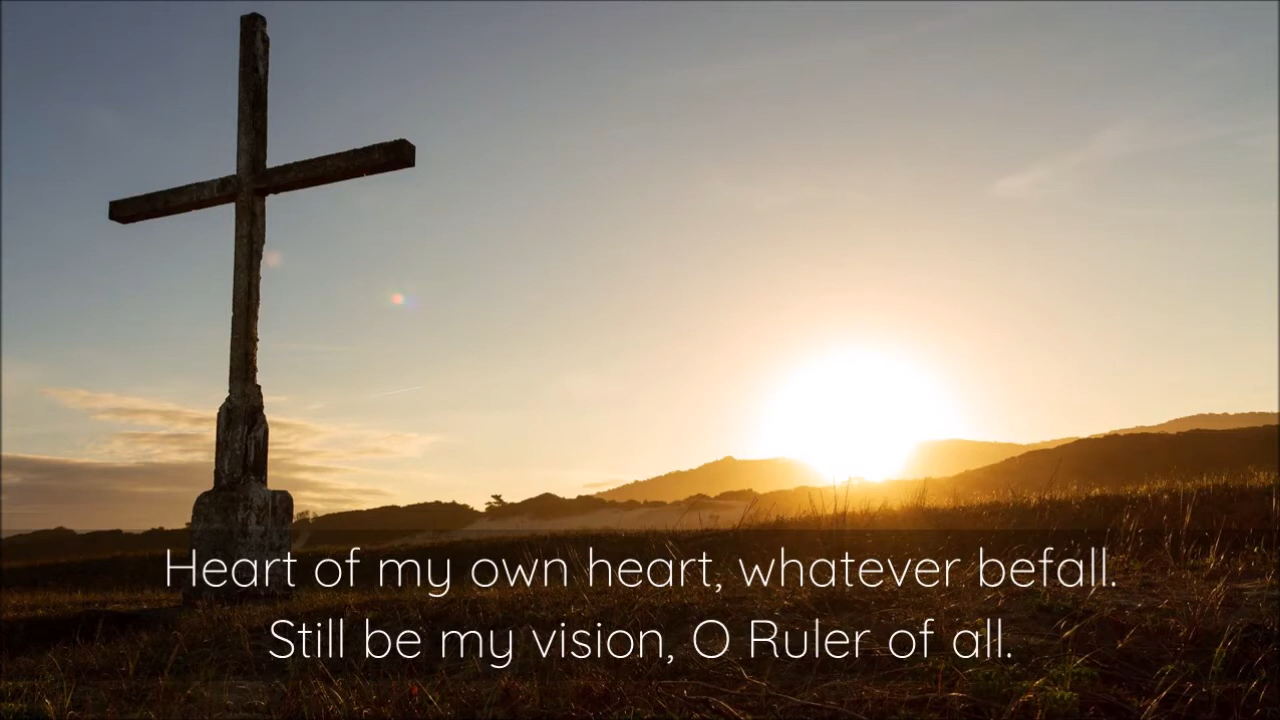 Heart of my own heart, whatever befall.
Still be my vision, O Ruler of all.